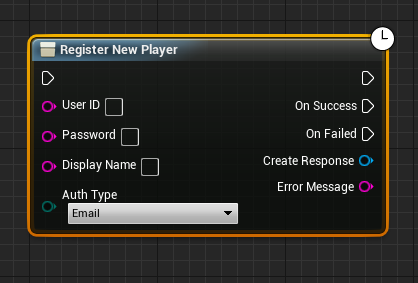 Register New Player
User ID
On Success
Password
On Failed
Display Name
Create Response
Auth Type
Error Message
Email